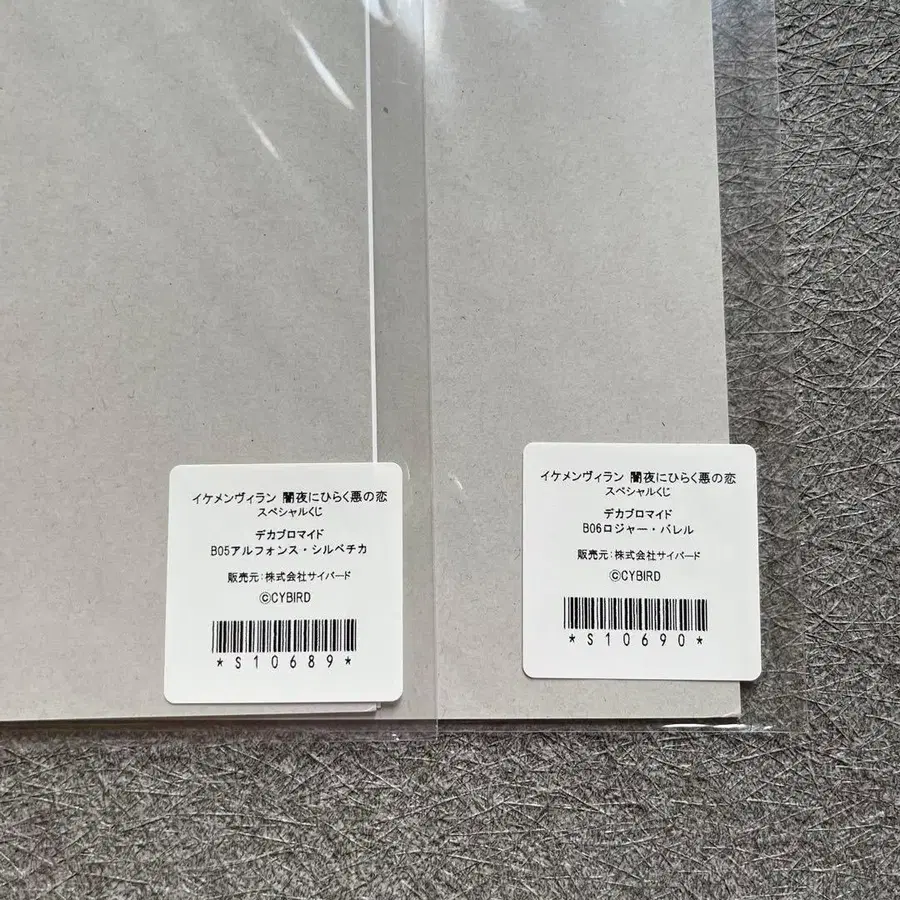 イケメンヴィラン 闇夜にひらく悪の恋
スペシャルくじ
デカブロマイド
B05アルフォンス・シルベチカ
販売元:株式会社サイバード
©CYBIRD
*S10689*
イケメンヴィラン 闇夜にひらく悪の恋
スペシャルくじ
デカブロマイド
B06ロジャー・バレル
販売元:株式会社サイバード
©CYBIRD
*S10690*